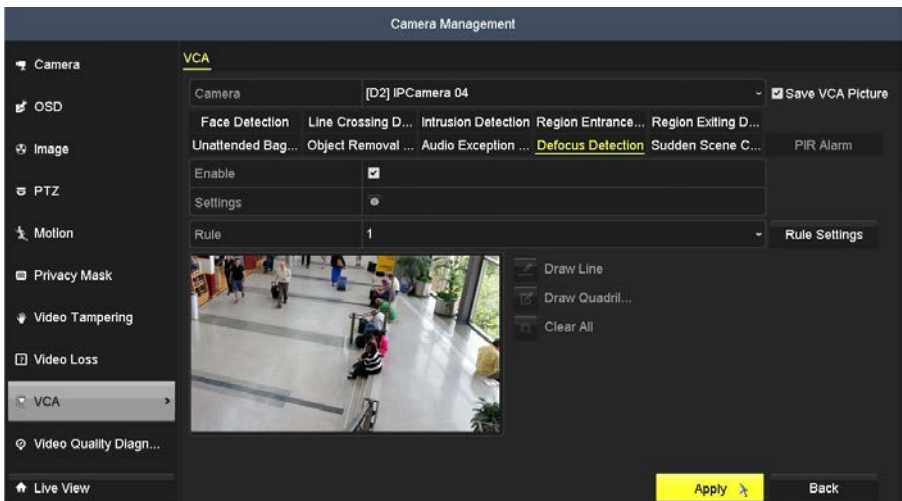 Camera Management
Camera
OSD
Image
PTZ
Motion
Privacy Mask
Video Tampering
Video Loss
VCA
Video Quality Diagn...
Live View
VCA
Camera [D2] IPCamera 04 Save VCA Picture
Face Detection Line Crossing D... Intrusion Detection Region Entrance... Region Exiting D...
Unattended Bag... Object Removal ... Audio Exception ... Defocus Detection Sudden Scene C... PIR Alarm
Enable
Settings
Rule 1 Rule Settings
Draw Line
Draw Quadril...
Clear All
Apply Back